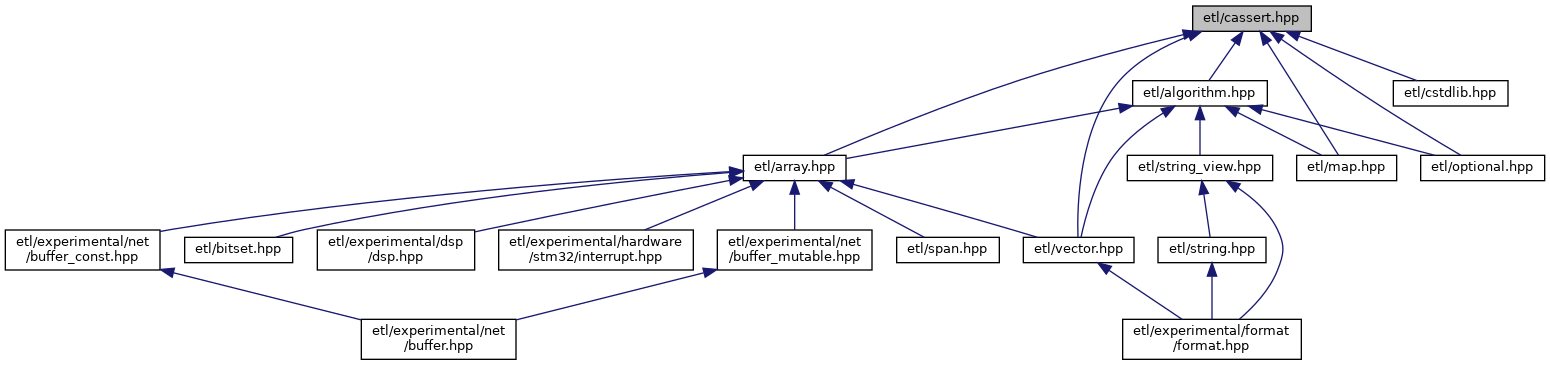 etl/cassert.hpp
etl/algorithm.hpp
etl/cstdlib.hpp
etl/array.hpp
etl/string_view.hpp
etl/map.hpp
etl/optional.hpp
etl/experimental/net
/buffer_const.hpp
etl/bitset.hpp
etl/experimental/dsp
/dsp.hpp
etl/experimental/hardware
/stm32/interrupt.hpp
etl/experimental/net
/buffer_mutable.hpp
etl/span.hpp
etl/vector.hpp
etl/string.hpp
etl/experimental/net
/buffer.hpp
etl/experimental/format
/format.hpp